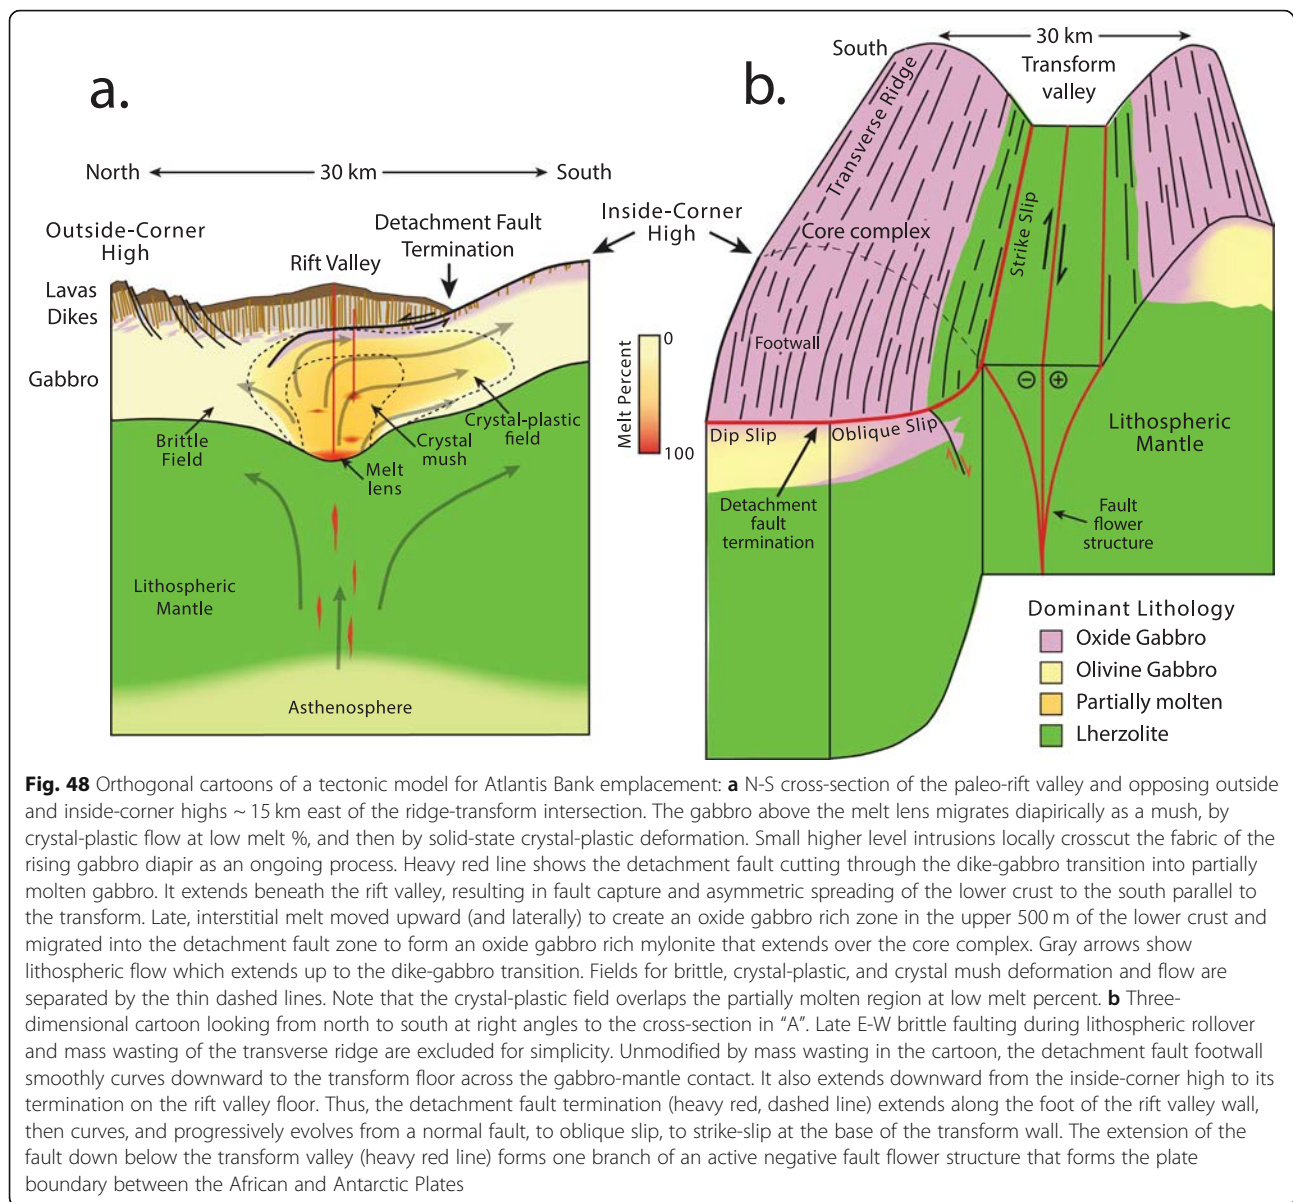 a.
North
30 km
South
Outside-Corner
High
Detachment Fault
Termination
Inside-Corner
High
Rift Valley
Lavas
Dikes
Gabbro
Brittle
Field
Crystal-plastic
field
Crystal
mush
Melt
lens
Lithospheric
Mantle
Asthenosphere
Melt Percent
0
100
b.
South
30 km
Transform
valley
Transverse Ridge
Core complex
Strike Slip
Footwall
Dip Slip
Oblique Slip
Detachment
fault
termination
Lithospheric
Mantle
Fault
flower
structure
Dominant Lithology
Oxide Gabbro
Olivine Gabbro
Partially molten
Lherzolite
Fig. 48 Orthogonal cartoons of a tectonic model for Atlantis Bank emplacement: a N-S cross-section of the paleo-rift valley and opposing outside
and inside-corner highs ~ 15 km east of the ridge-transform intersection. The gabbro above the melt lens migrates diapirically as a mush, by
crystal-plastic flow at low melt %, and then by solid-state crystal-plastic deformation. Small higher level intrusions locally crosscut the fabric of the
rising gabbro diapir as an ongoing process. Heavy red line shows the detachment fault cutting through the dike-gabbro transition into partially
molten gabbro. It extends beneath the rift valley, resulting in fault capture and asymmetric spreading of the lower crust to the south parallel to
the transform. Late, interstitial melt moved upward (and laterally) to create an oxide gabbro rich zone in the upper 500 m of the lower crust and
migrated into the detachment fault zone to form an oxide gabbro rich mylonite that extends over the core complex. Gray arrows show
lithospheric flow which extends up to the dike-gabbro transition. Fields for brittle, crystal-plastic, and crystal mush deformation and flow are
separated by the thin dashed lines. Note that the crystal-plastic field overlaps the partially molten region at low melt percent. b Three-
dimensional cartoon looking from north to south at right angles to the cross-section in “A”. Late E-W brittle faulting during lithospheric rollover
and mass wasting of the transverse ridge are excluded for simplicity. Unmodified by mass wasting in the cartoon, the detachment fault footwall
smoothly curves downward to the transform floor across the gabbro-mantle contact. It also extends downward from the inside-corner high to its
termination on the rift valley floor. Thus, the detachment fault termination (heavy red, dashed line) extends along the foot of the rift valley wall,
then curves, and progressively evolves from a normal fault, to oblique slip, to strike-slip at the base of the transform wall. The extension of the
fault down below the transform valley (heavy red line) forms one branch of an active negative fault flower structure that forms the plate
boundary between the African and Antarctic Plates